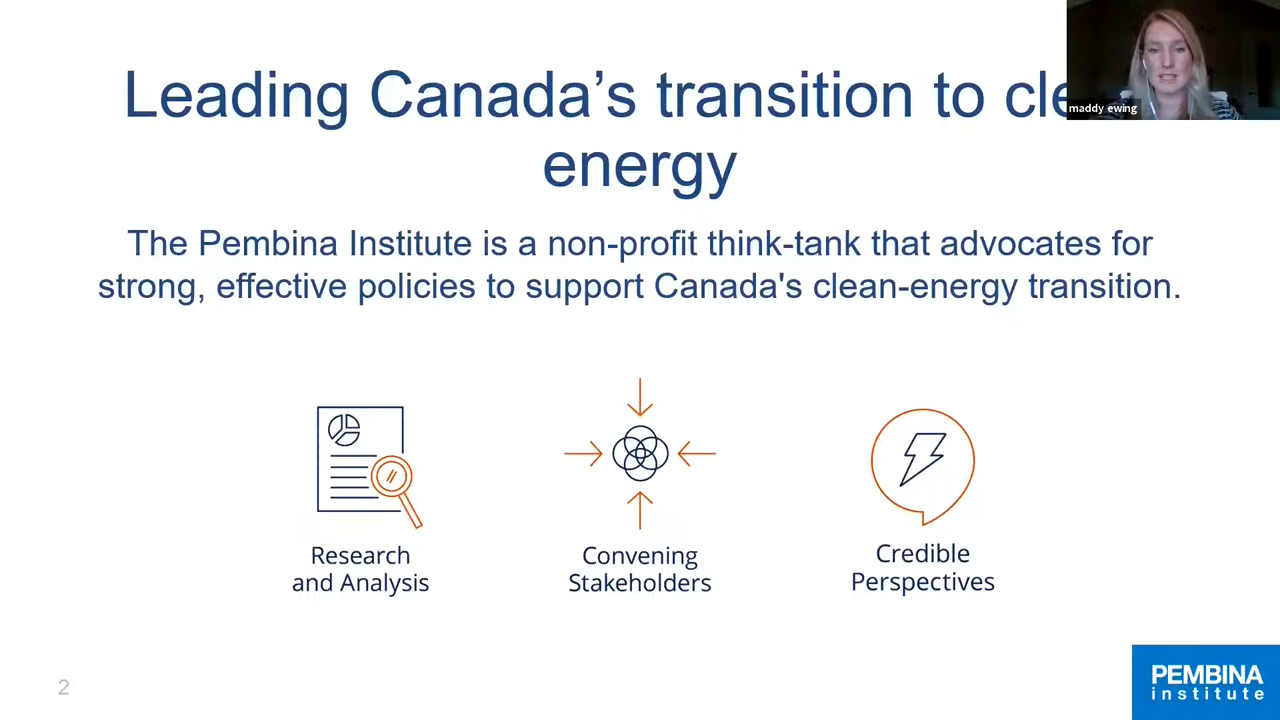 Leading Canada’s transition to cle
energy
maddy ewing
The Pembina Institute is a non-profit think-tank that advocates for
strong, effective policies to support Canada's clean-energy transition.
Research
and Analysis
Convening
Stakeholders
Credible
Perspectives
2
PEMBINA
institute